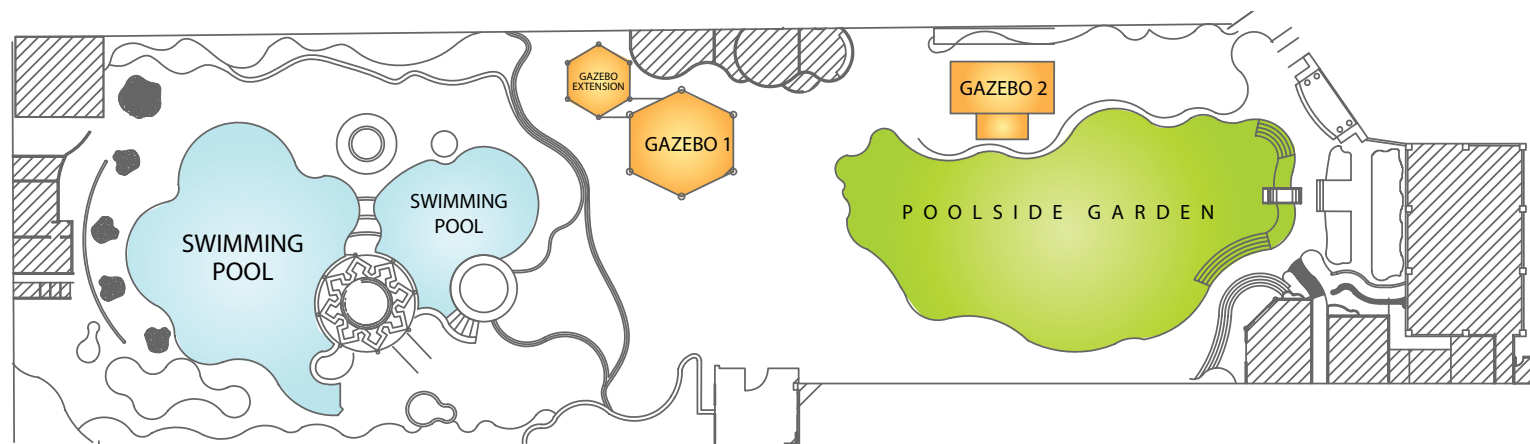 GAZEBO
EXTENSION
GAZEBO 1
GAZEBO 2
SWIMMING
POOL
SWIMMING
POOL
POOLSIDE GARDEN